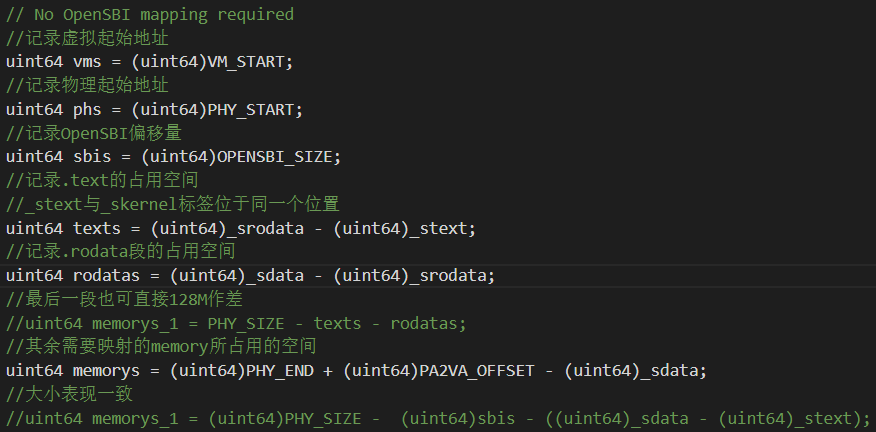 // No OpenSBI mapping required
//记录虚拟起始地址
uint64 vms = (uint64)VM_START;
//记录物理起始地址
uint64 phs = (uint64)PHY_START;
//记录OpenSBI偏移量
uint64 sbis = (uint64)OPENSBI_SIZE;
//记录.text的占用空间
//_stext与_skernel标签位于同一个位置
uint64 texts = (uint64)_srodata - (uint64)_stext;
//记录.rodata段的占用空间
uint64 rodatas = (uint64)_sdata - (uint64)_srodata;
//最后一段也可直接128M作差
//uint64 memorys_1 = PHY_SIZE - texts - rodatas;
//其余需要映射的memory所占用的空间
uint64 memorys = (uint64)PHY_END + (uint64)PA2VA_OFFSET - (uint64)_sdata;
//大小表现一致
//uint64 memorys_1 = (uint64)PHY_SIZE -  (uint64)sbis - ((uint64)_sdata - (uint64)_stext);